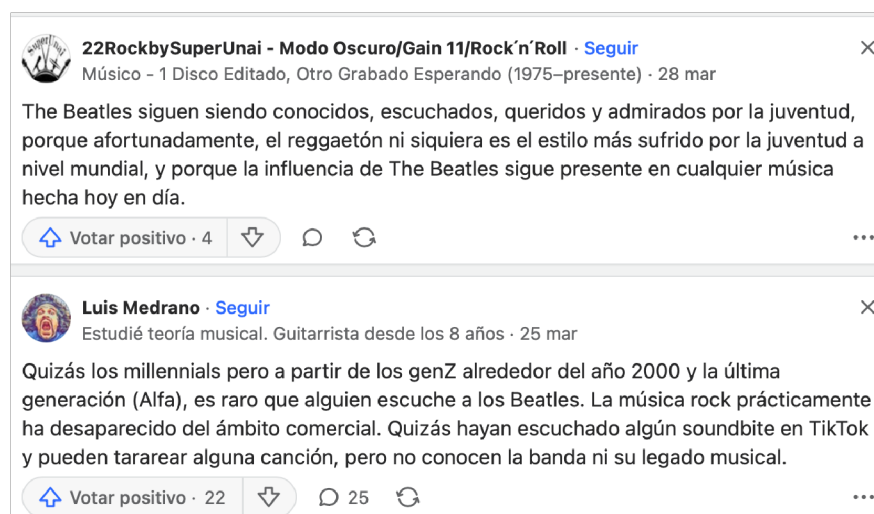 22RockbySuperUnai - Modo Oscuro/Gain 11/Rock´n´Roll · Seguir
Músico - 1 Disco Editado, Otro Grabado Esperando (1975–presente) · 28 mar
The Beatles siguen siendo conocidos, escuchados, queridos y admirados por la juventud,
porque afortunadamente, el reggaetón ni siquiera es el estilo más sufrido por la juventud a
nivel mundial, y porque la influencia de The Beatles sigue presente en cualquier música
hecha hoy en día.
Votar positivo · 4
Luis Medrano · Seguir
Estudié teoría musical. Guitarrista desde los 8 años · 25 mar
Quizás los millennials pero a partir de los genZ alrededor del año 2000 y la última
generación (Alfa), es raro que alguien escuche a los Beatles. La música rock prácticamente
ha desaparecido del ámbito comercial. Quizás hayan escuchado algún soundbite en TikTok
y pueden tararear alguna canción, pero no conocen la banda ni su legado musical.
Votar positivo · 22 25